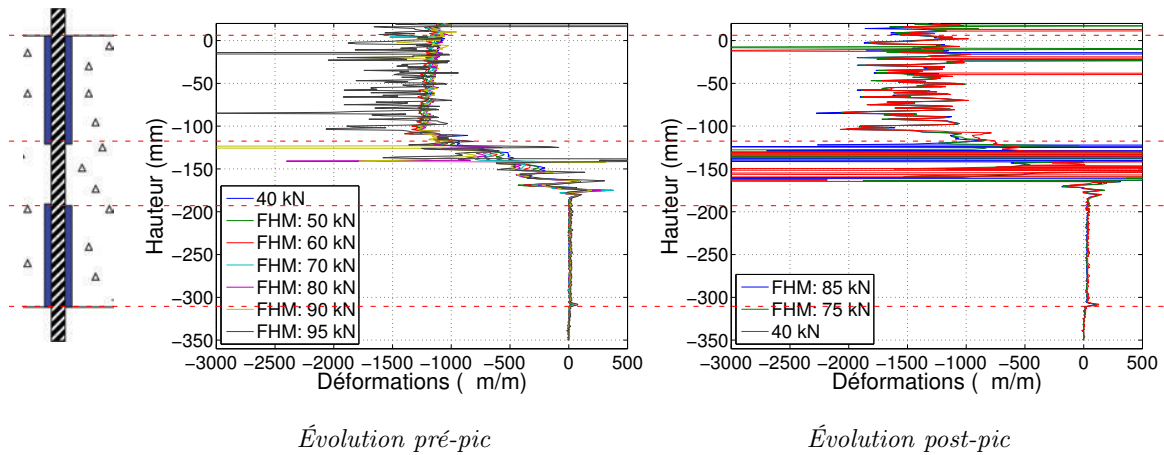 0
−50
−100
−150
−200
−250
−300
−350
Hauteur (mm)
40 kN
FHM: 50 kN
FHM: 60 kN
FHM: 70 kN
FHM: 80 kN
FHM: 90 kN
FHM: 95 kN
−3000 −2500 −2000 −1500 −1000 −500 0 500
Déformations ( m/m)
Évolution pré-pic
0
−50
−100
−150
−200
−250
−300
−350
Hauteur (mm)
FHM: 85 kN
FHM: 75 kN
40 kN
−3000 −2500 −2000 −1500 −1000 −500 0 500
Déformations ( m/m)
Évolution post-pic